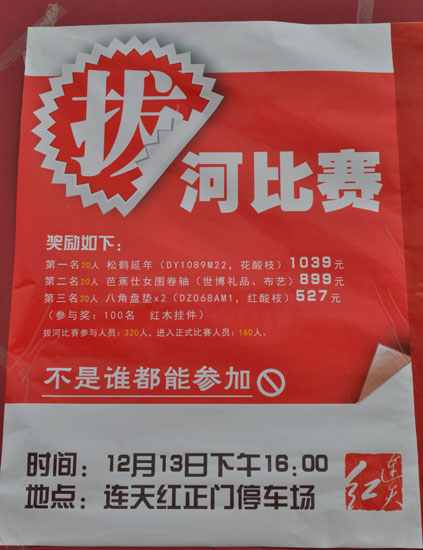 拔
河比赛
奖励如下：
第一名20人 松鹤延年（DY1089M22，花酸枝）1039元
第二名20人 芭蕉仕女图卷轴（世博礼品、布艺）899元
第三名20人 八角盘垫x2（DZ068AM1，红酸枝）527元
（参与奖：100名 红木挂件）
拔河比赛参与人员：320人，进入正式比赛人员：160人。
不是谁都能参加
时间：12月13日下午16:00
地点：连天红正门停车场
连天红